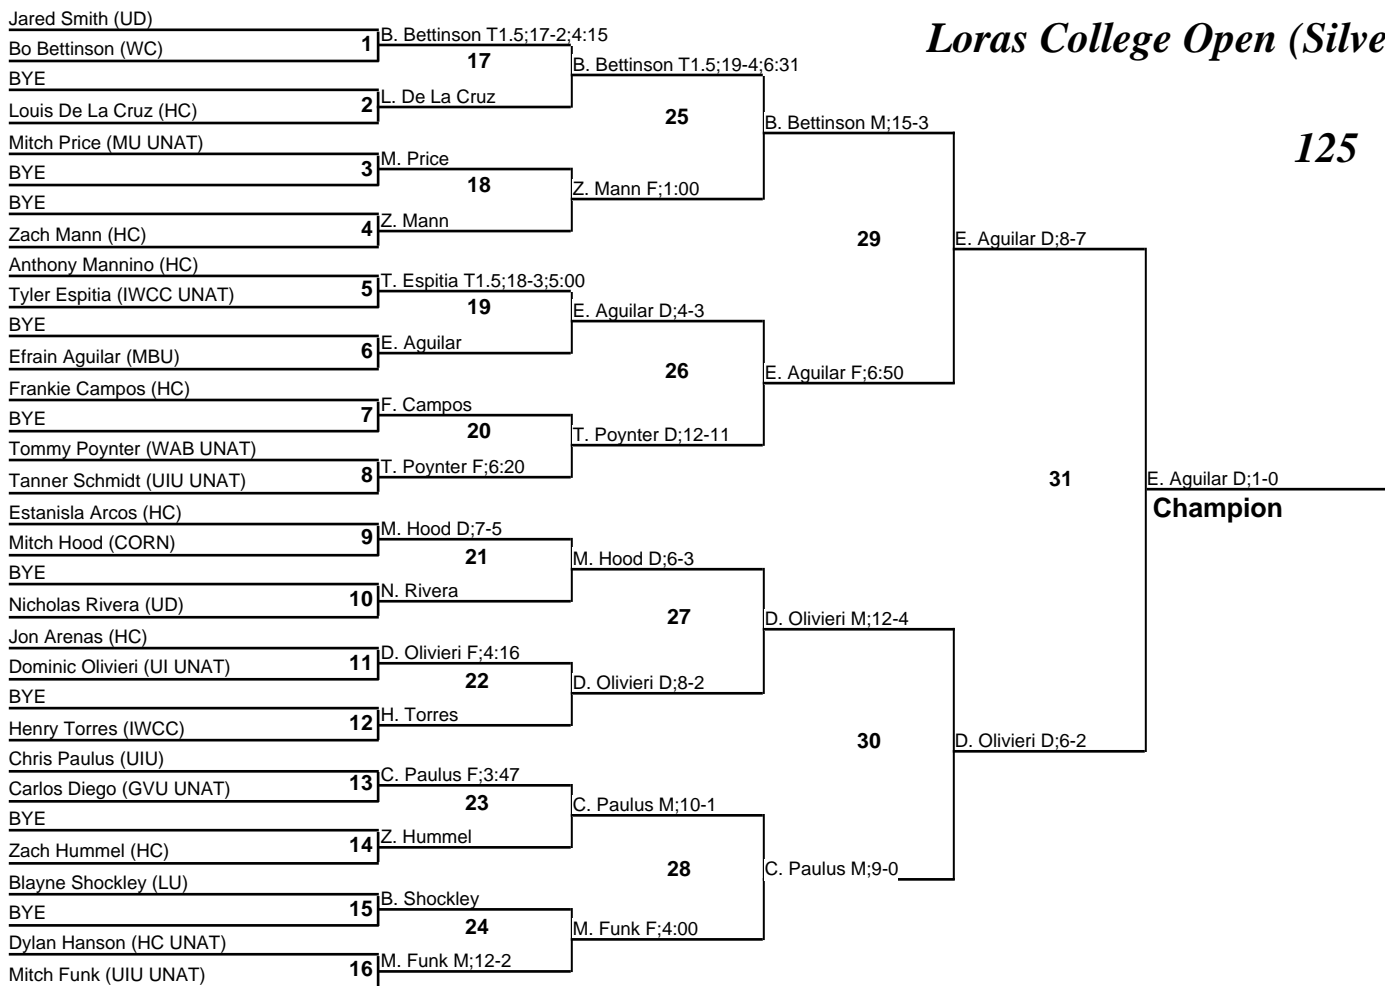 Loras College Open (Silve
125
Jared Smith (UD)
Bo Bettinson (WC)
BYE
Louis De La Cruz (HC)
Mitch Price (MU UNAT)
BYE
BYE
Zach Mann (HC)
Anthony Mannino (HC)
Tyler Espitia (IWCC UNAT)
BYE
Efrain Aguilar (MBU)
Frankie Campos (HC)
BYE
Tommy Poynter (WAB UNAT)
Tanner Schmidt (UIU UNAT)
Estanisla Arcos (HC)
Mitch Hood (CORN)
BYE
Nicholas Rivera (UD)
Jon Arenas (HC)
Dominic Olivieri (UI UNAT)
BYE
Henry Torres (IWCC)
Chris Paulus (UIU)
Carlos Diego (GVU UNAT)
BYE
Zach Hummel (HC)
Blayne Shockley (LU)
BYE
Dylan Hanson (HC UNAT)
Mitch Funk (UIU UNAT)
1
2
3
4
5
6
7
8
9
10
11
12
13
14
15
16
B. Bettinson T1.5;17-2;4:15
17
L. De La Cruz
M. Price
18
Z. Mann
T. Espitia T1.5;18-3;5:00
19
E. Aguilar
F. Campos
20
T. Poynter F;6:20
M. Hood D;7-5
21
N. Rivera
D. Olivieri F;4:16
22
H. Torres
C. Paulus F;3:47
23
Z. Hummel
B. Shockley
24
M. Funk M;12-2
B. Bettinson T1.5;19-4;6:31
25
Z. Mann F;1:00
E. Aguilar D;4-3
26
T. Poynter D;12-11
M. Hood D;6-3
27
D. Olivieri D;8-2
C. Paulus M;10-1
28
M. Funk F;4:00
B. Bettinson M;15-3
29
E. Aguilar F;6:50
D. Olivieri M;12-4
30
C. Paulus M;9-0
E. Aguilar D;8-7
31
D. Olivieri D;6-2
E. Aguilar D;1-0
Champion